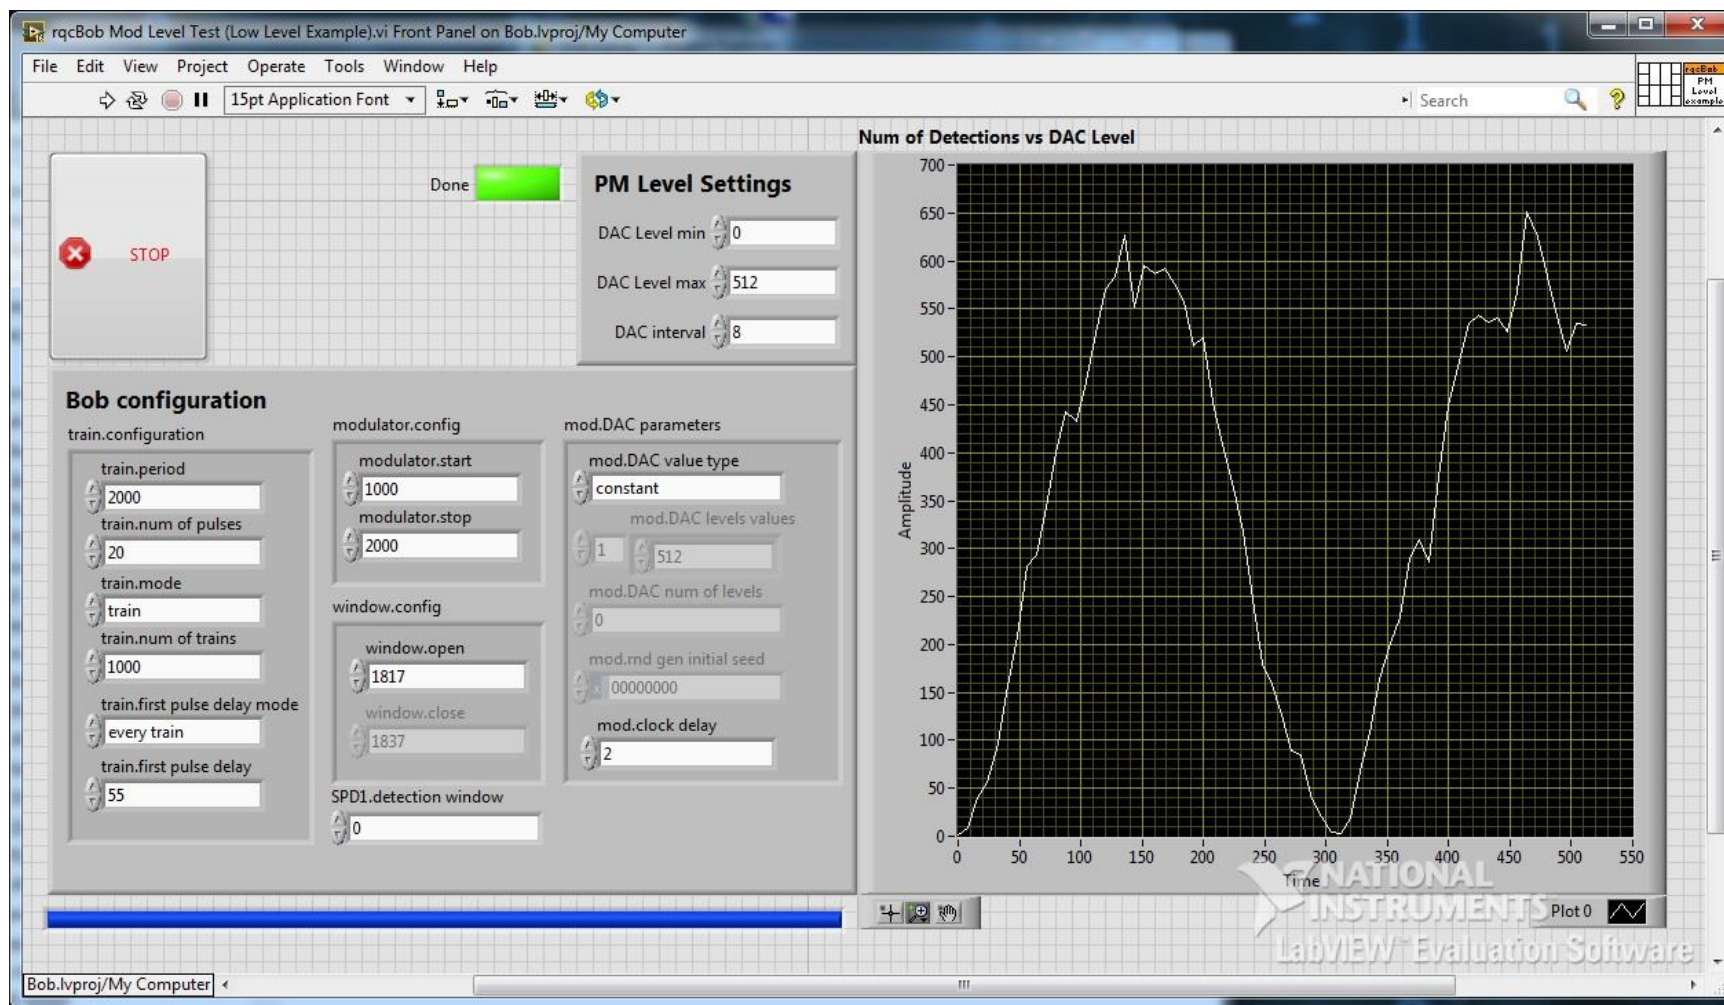 rqcBob Mod Level Test (Low Level Example).vi Front Panel on Bob.lvproj/My Computer
File Edit View Project Operate Tools Window Help
15pt Application Font
Search
rqcBob
PM
Level
example
STOP
Done
PM Level Settings
DAC Level min 0
DAC Level max 512
DAC interval 8
Bob configuration
train.configuration
train.period
2000
train.num of pulses
20
train.mode
train
train.num of trains
1000
train.first pulse delay mode
every train
train.first pulse delay
55
modulator.config
modulator.start
1000
modulator.stop
2000
window.config
window.open
1817
window.close
1837
SPD1.detection window
0
mod.DAC parameters
mod.DAC value type
constant
mod.DAC levels values
1 512
mod.DAC num of levels
0
mod.rnd gen initial seed
x 00000000
mod.clock delay
2
Num of Detections vs DAC Level
700
650
600
550
500
450
400
350
300
250
200
150
100
50
0
Amplitude
0 50 100 150 200 250 300 350 400 450 500 550
Time
NATIONAL
INSTRUMENTS
LabVIEW™ Evaluation Software
Plot 0
Bob.lvproj/My Computer